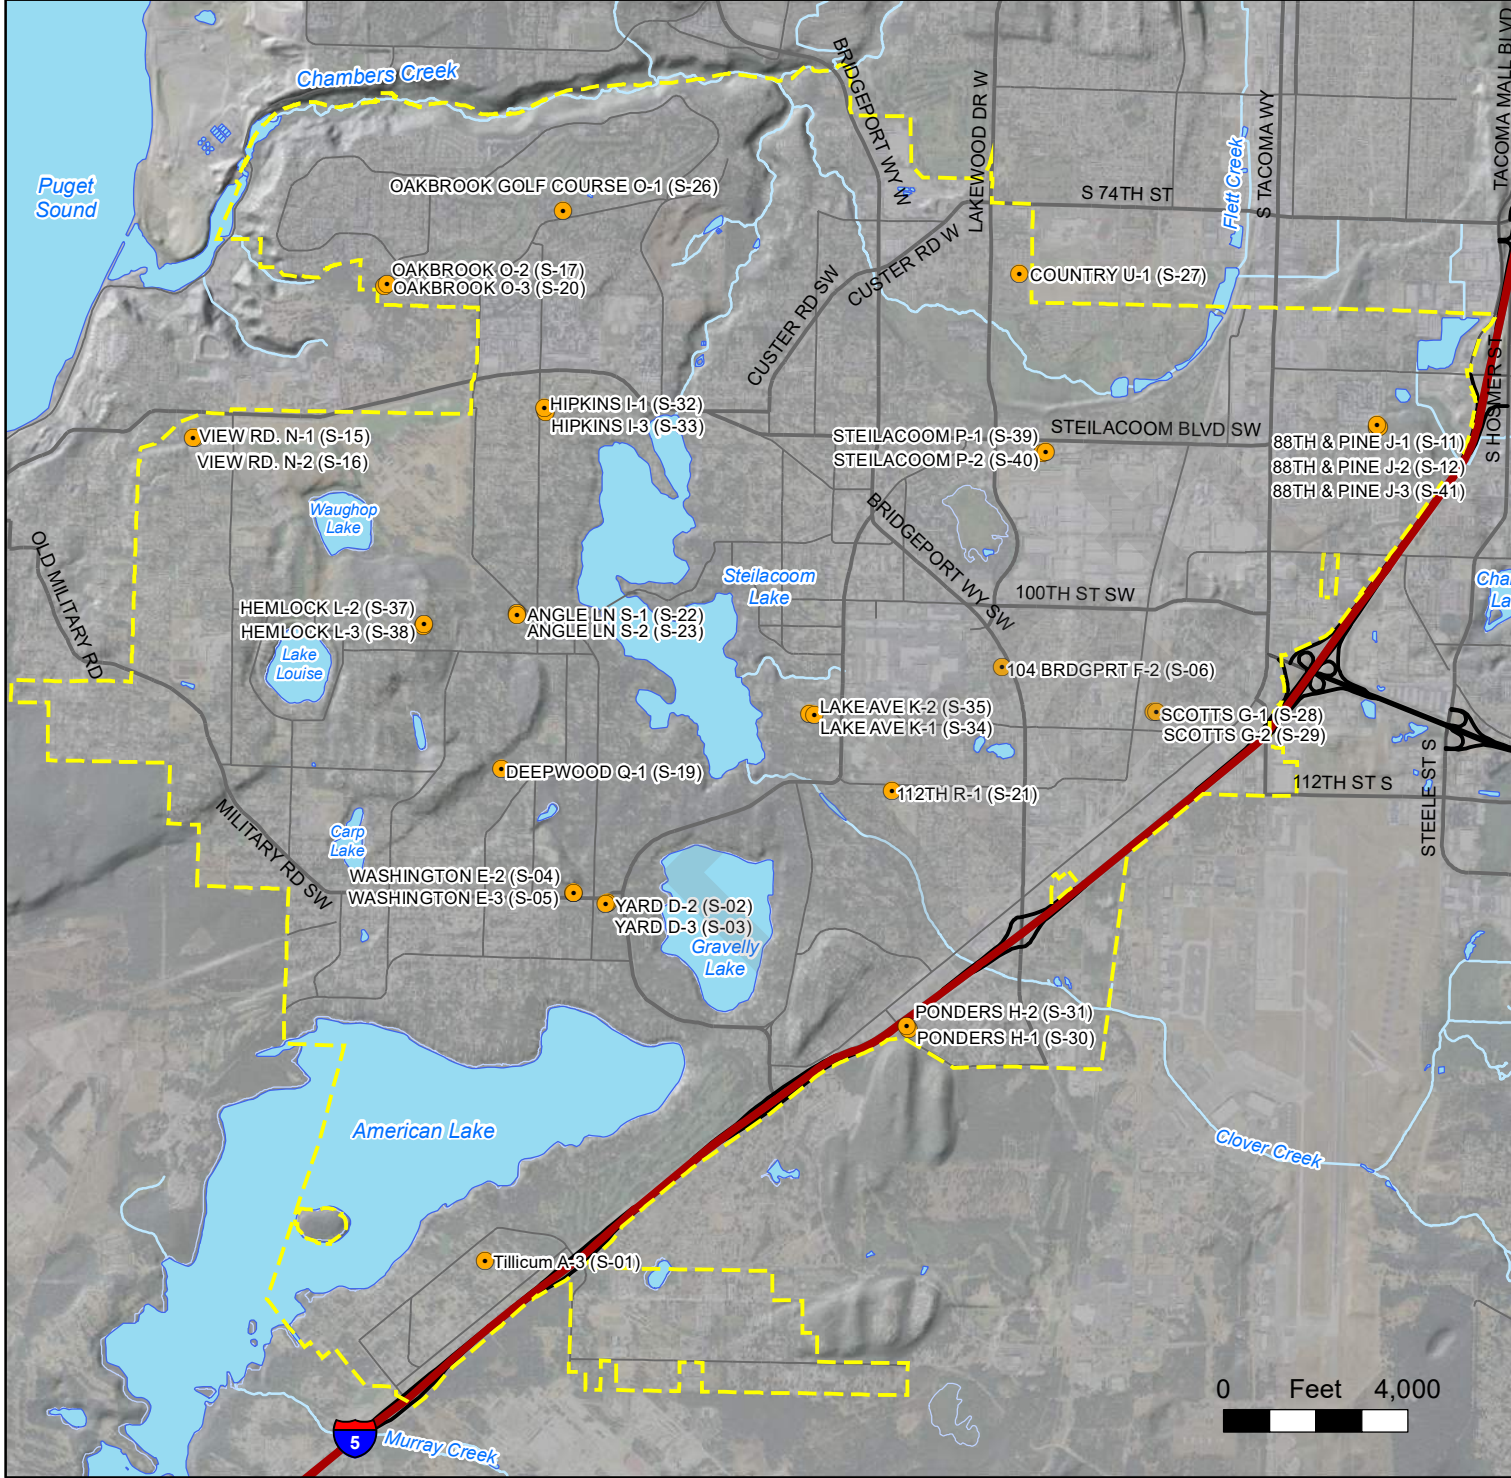 Chambers Creek
BRIDGEPORT WY W
LAKEWOOD DR W
S TACOMA WY
TACOMA MALL BLVD
Flett Creek
Puget
Sound
OAKBROOK GOLF COURSE O-1 (S-26)
S 74TH ST
CUSTER RD W
CUSTER RD SW
OAKBROOK O-2 (S-17)
OAKBROOK O-3 (S-20)
COUNTRY U-1 (S-27)
S HOSMER ST
HIPKINS I-1 (S-32)
HIPKINS I-3 (S-33)
VIEW RD. N-1 (S-15)
VIEW RD. N-2 (S-16)
STEILACOOM P-1 (S-39)
STEILACOOM P-2 (S-40)
STEILACOOM BLVD SW
88TH & PINE J-1 (S-11)
88TH & PINE J-2 (S-12)
88TH & PINE J-3 (S-41)
Waughop
Lake
OLD MILITARY RD
BRIDGEPORT WY SW
Steilacoom
Lake
100TH ST SW
Cha
La
HEMLOCK L-2 (S-37)
HEMLOCK L-3 (S-38)
ANGLE LN S-1 (S-22)
ANGLE LN S-2 (S-23)
Lake
Louise
104 BRDGPRT F-2 (S-06)
LAKE AVE K-2 (S-35)
LAKE AVE K-1 (S-34)
SCOTTS G-1 (S-28)
SCOTTS G-2 (S-29)
DEEPWOOD Q-1 (S-19)
112TH R-1 (S-21)
112TH ST S
STEELE ST S
MILITARY RD SW
Carp
Lake
WASHINGTON E-2 (S-04)
WASHINGTON E-3 (S-05)
YARD D-2 (S-02)
YARD D-3 (S-03)
Gravelly
Lake
PONDERS H-2 (S-31)
PONDERS H-1 (S-30)
American Lake
Clover Creek
Tillicum A-3 (S-01)
0 Feet 4,000
5
Murray Creek